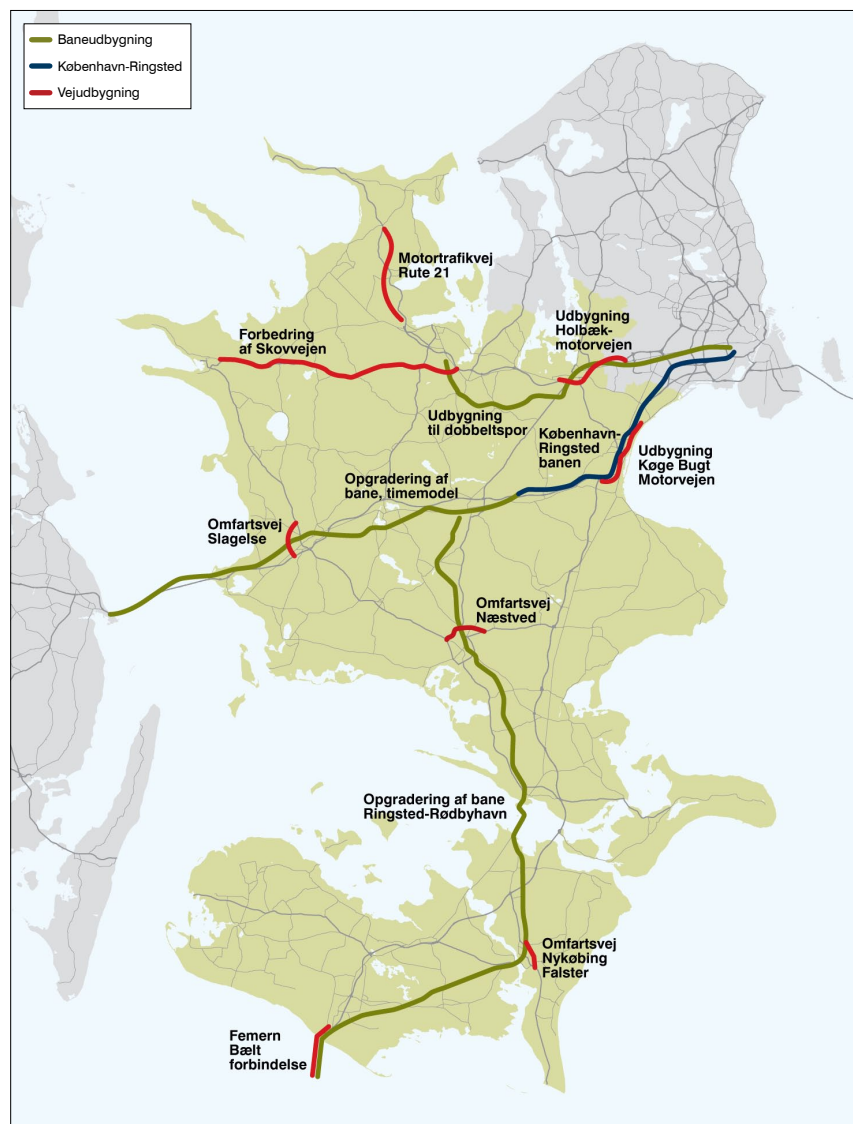 Baneudbygning
København-Ringsted
Vejudbygning
Motortrafikvej
Rute 21
Udbygning
Holbæk-
motorvejen
Forbedring
af Skovvejen
Udbygning
til dobbeltspor
København-
Ringsted
banen
Udbygning
Køge Bugt
Motorvejen
Opgradering af
bane, timemodel
Omfartsvej
Slagelse
Omfartsvej
Næstved
Opgradering af bane
Ringsted-Rødbyhavn
Omfartsvej
Nykøbing
Falster
Femern
Bælt
forbindelse